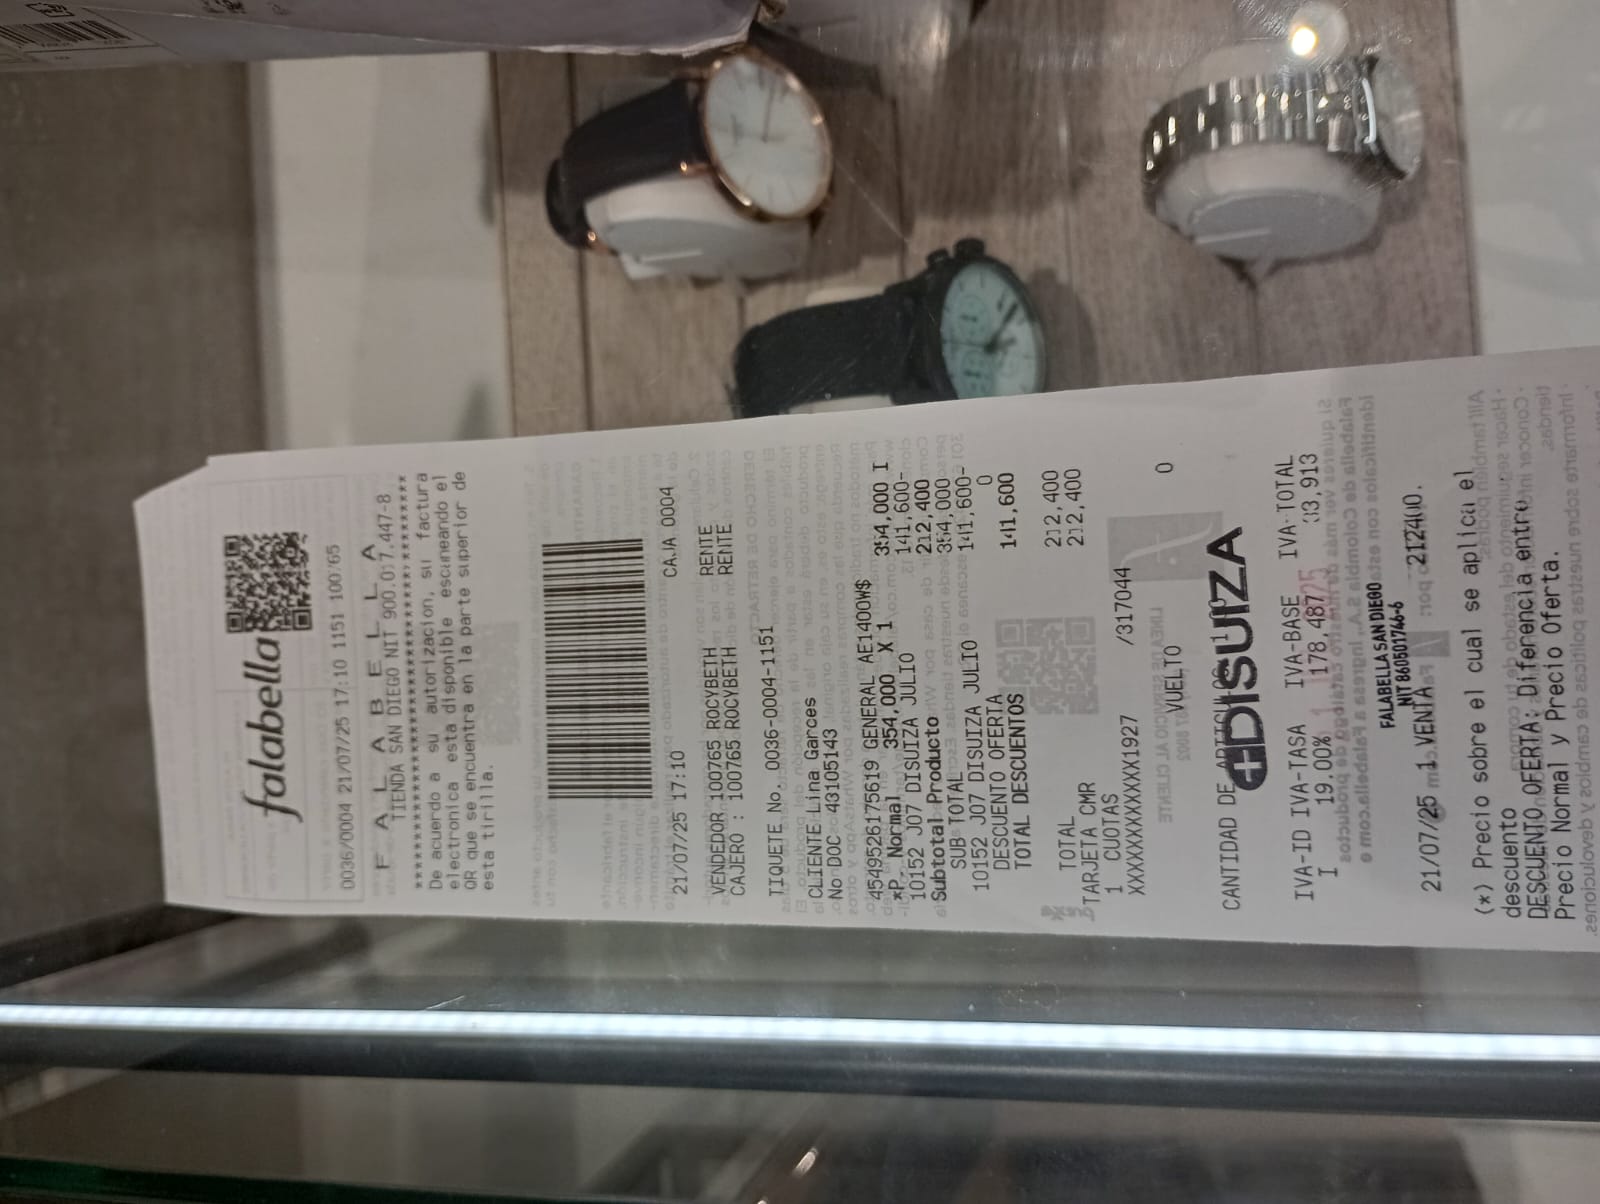 falabella
0036/0004 21/07/25 17:10 1151 100765
F A L A B E L L A
TIENDA SAN DIEGO NIT 900.017.447-8
De acuerdo a su autorizacion, su factura
electronica esta disponible escaneando el
QR que se encuentra en la parte superior de
esta tirilla.
21/07/25 17:10 CAJA 0004
VENDEDOR 100765 ROCYBETH RENTE
CAJERO : 100765 ROCYBETH RENTE
TIQUETE No. 0036-0004-1151
CLIENTE Lina Garces
No DOC 43105143
4549526175619 GENERAL AE1400W$
*P. Normal 354,000 X 1 354,000 I
10152 J07 DISUIZA JULIO 141,600-
Subtotal Producto 212,400
SUB TOTAL 354,000
10152 J07 DISUIZA JULIO 141,600-
DESCUENTO OFERTA 0
TOTAL DESCUENTOS 141,600
TOTAL 212,400
TARJETA CMR 212,400
1 CUOTAS
XXXXXXXXXXXX1927 /317044
VUELTO 0
CANTIDAD DE ARTICULOS 1
DISUIZA
IVA-ID IVA-TASA IVA-BASE IVA-TOTAL
I 19.00% 178,487 33,913
FALABELLA SAN DIEGO
NIT 860501746-6
21/07/25 1 VENTA 212400.
(*) Precio sobre el cual se aplica el
descuento
DESCUENTO OFERTA: Diferencia entre
Precio Normal y Precio Oferta.